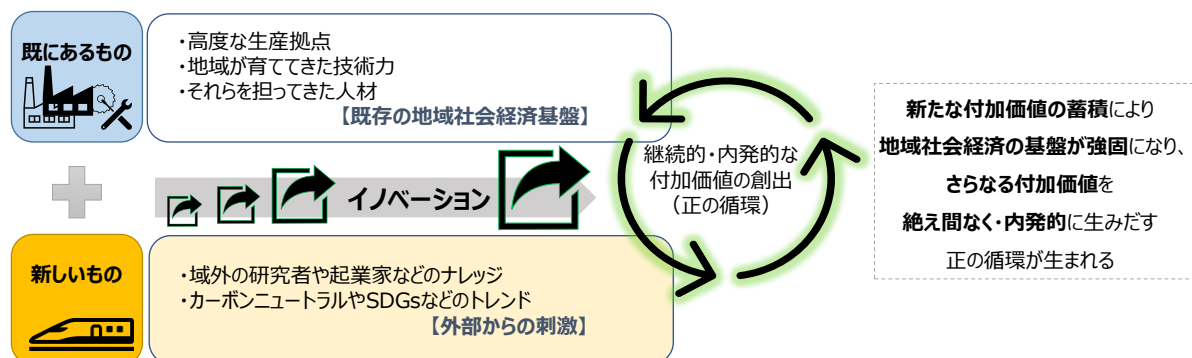 既にあるもの
・高度な生産拠点
・地域が育ててきた技術力
・それらを担ってきた人材
【既存の地域社会経済基盤】
イノベーション
新しいもの
・域外の研究者や起業家などのナレッジ
・カーボンニュートラルやSDGsなどのトレンド
【外部からの刺激】
継続的・内発的な
付加価値の創出
（正の循環）
新たな付加価値の蓄積により
地域社会経済の基盤が強固になり、
さらなる付加価値を
絶え間なく・内発的に生みだす
正の循環が生まれる